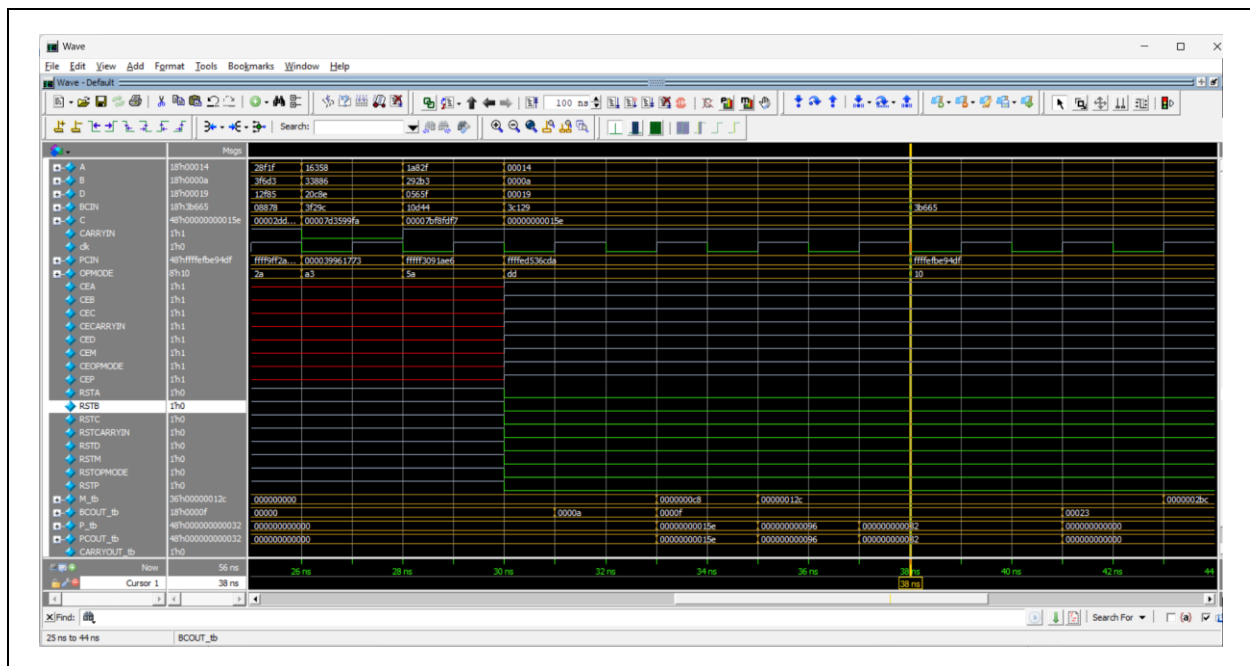 Wave
File Edit View Add Format Tools Bookmarks Window Help
Wave - Default
100 ns
Search:
Search For
Msgs
A 18'h00014 28f1f 16358 1a82f 00014
B 18'h0000a 3f6d3 33886 292b3 0000a
D 18'h00019 12f85 20c8e 0565f 00019
BCIN 18'h3b665 08878 3f29c 10d44 3c129 3b665
C 48'h00000000015e 00002dd... 00007d3599fa 00007bf8fdf7 00000000015e
CARRYIN 1'h1
clk 1'h0
PCIN 48'hffffefbe94df ffff9ff2a... 000039961773 fffff3091ae6 ffffed536cda ffffefbe94df
OPMODE 8'h10 2a a3 5a dd 10
CEA 1'h1
CEB 1'h1
CEC 1'h1
CECARRYIN 1'h1
CED 1'h1
CEM 1'h1
CEOPMODE 1'h1
CEP 1'h1
RSTA 1'h0
RSTB 1'h0
RSTC 1'h0
RSTCARRYIN 1'h0
RSTD 1'h0
RSTM 1'h0
RSTOPMODE 1'h0
RSTP 1'h0
M_tb 36'h00000012c 000000000 0000000c8 00000012c 0000002bc
BCOUT_tb 18'h0000f 00000 0000a 0000f 00023
P_tb 48'h000000000032 000000000000 00000000015e 000000000096 000000000032 000000000000
PCOUT_tb 48'h000000000032 000000000000 00000000015e 000000000096 000000000032 000000000000
CARRYOUT_tb 1'h0
Now 56 ns 26 ns 28 ns 30 ns 32 ns 34 ns 36 ns 38 ns 40 ns 42 ns 44
Cursor 1 38 ns 38 ns
Find:
Search For
25 ns to 44 ns BCOUT_tb